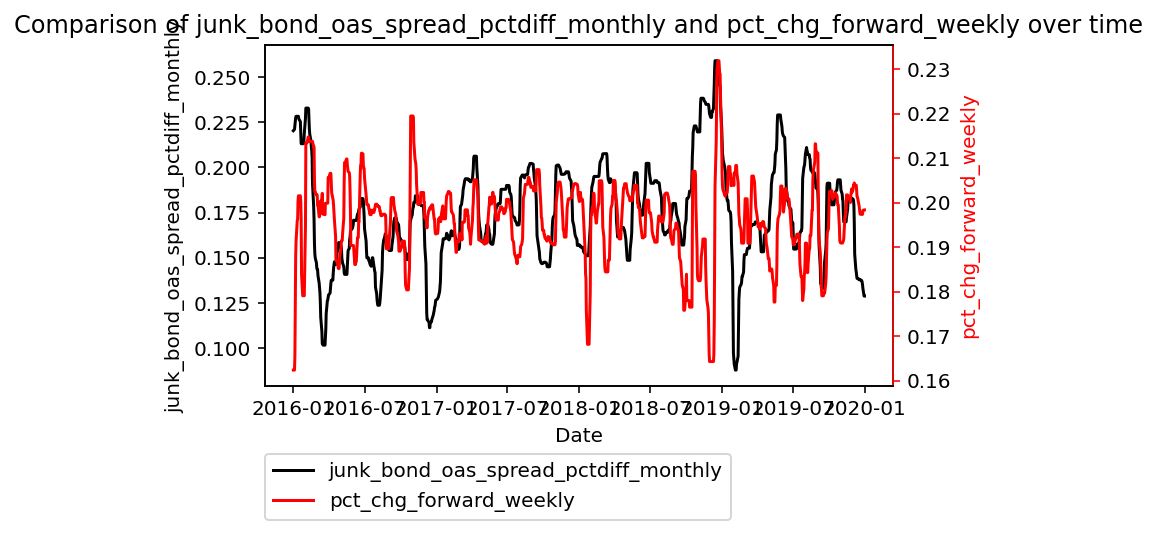 Comparison of junk_bond_oas_spread_pctdiff_monthly and pct_chg_forward_weekly over time
junk_bond_oas_spread_pctdiff_monthly
0.250
0.225
0.200
0.175
0.150
0.125
0.100
0.23
0.22
0.21
0.20
0.19
0.18
0.17
0.16
pct_chg_forward_weekly
2016-01 2016-07 2017-01 2017-07 2018-01 2018-07 2019-01 2019-07 2020-01
Date
junk_bond_oas_spread_pctdiff_monthly
pct_chg_forward_weekly